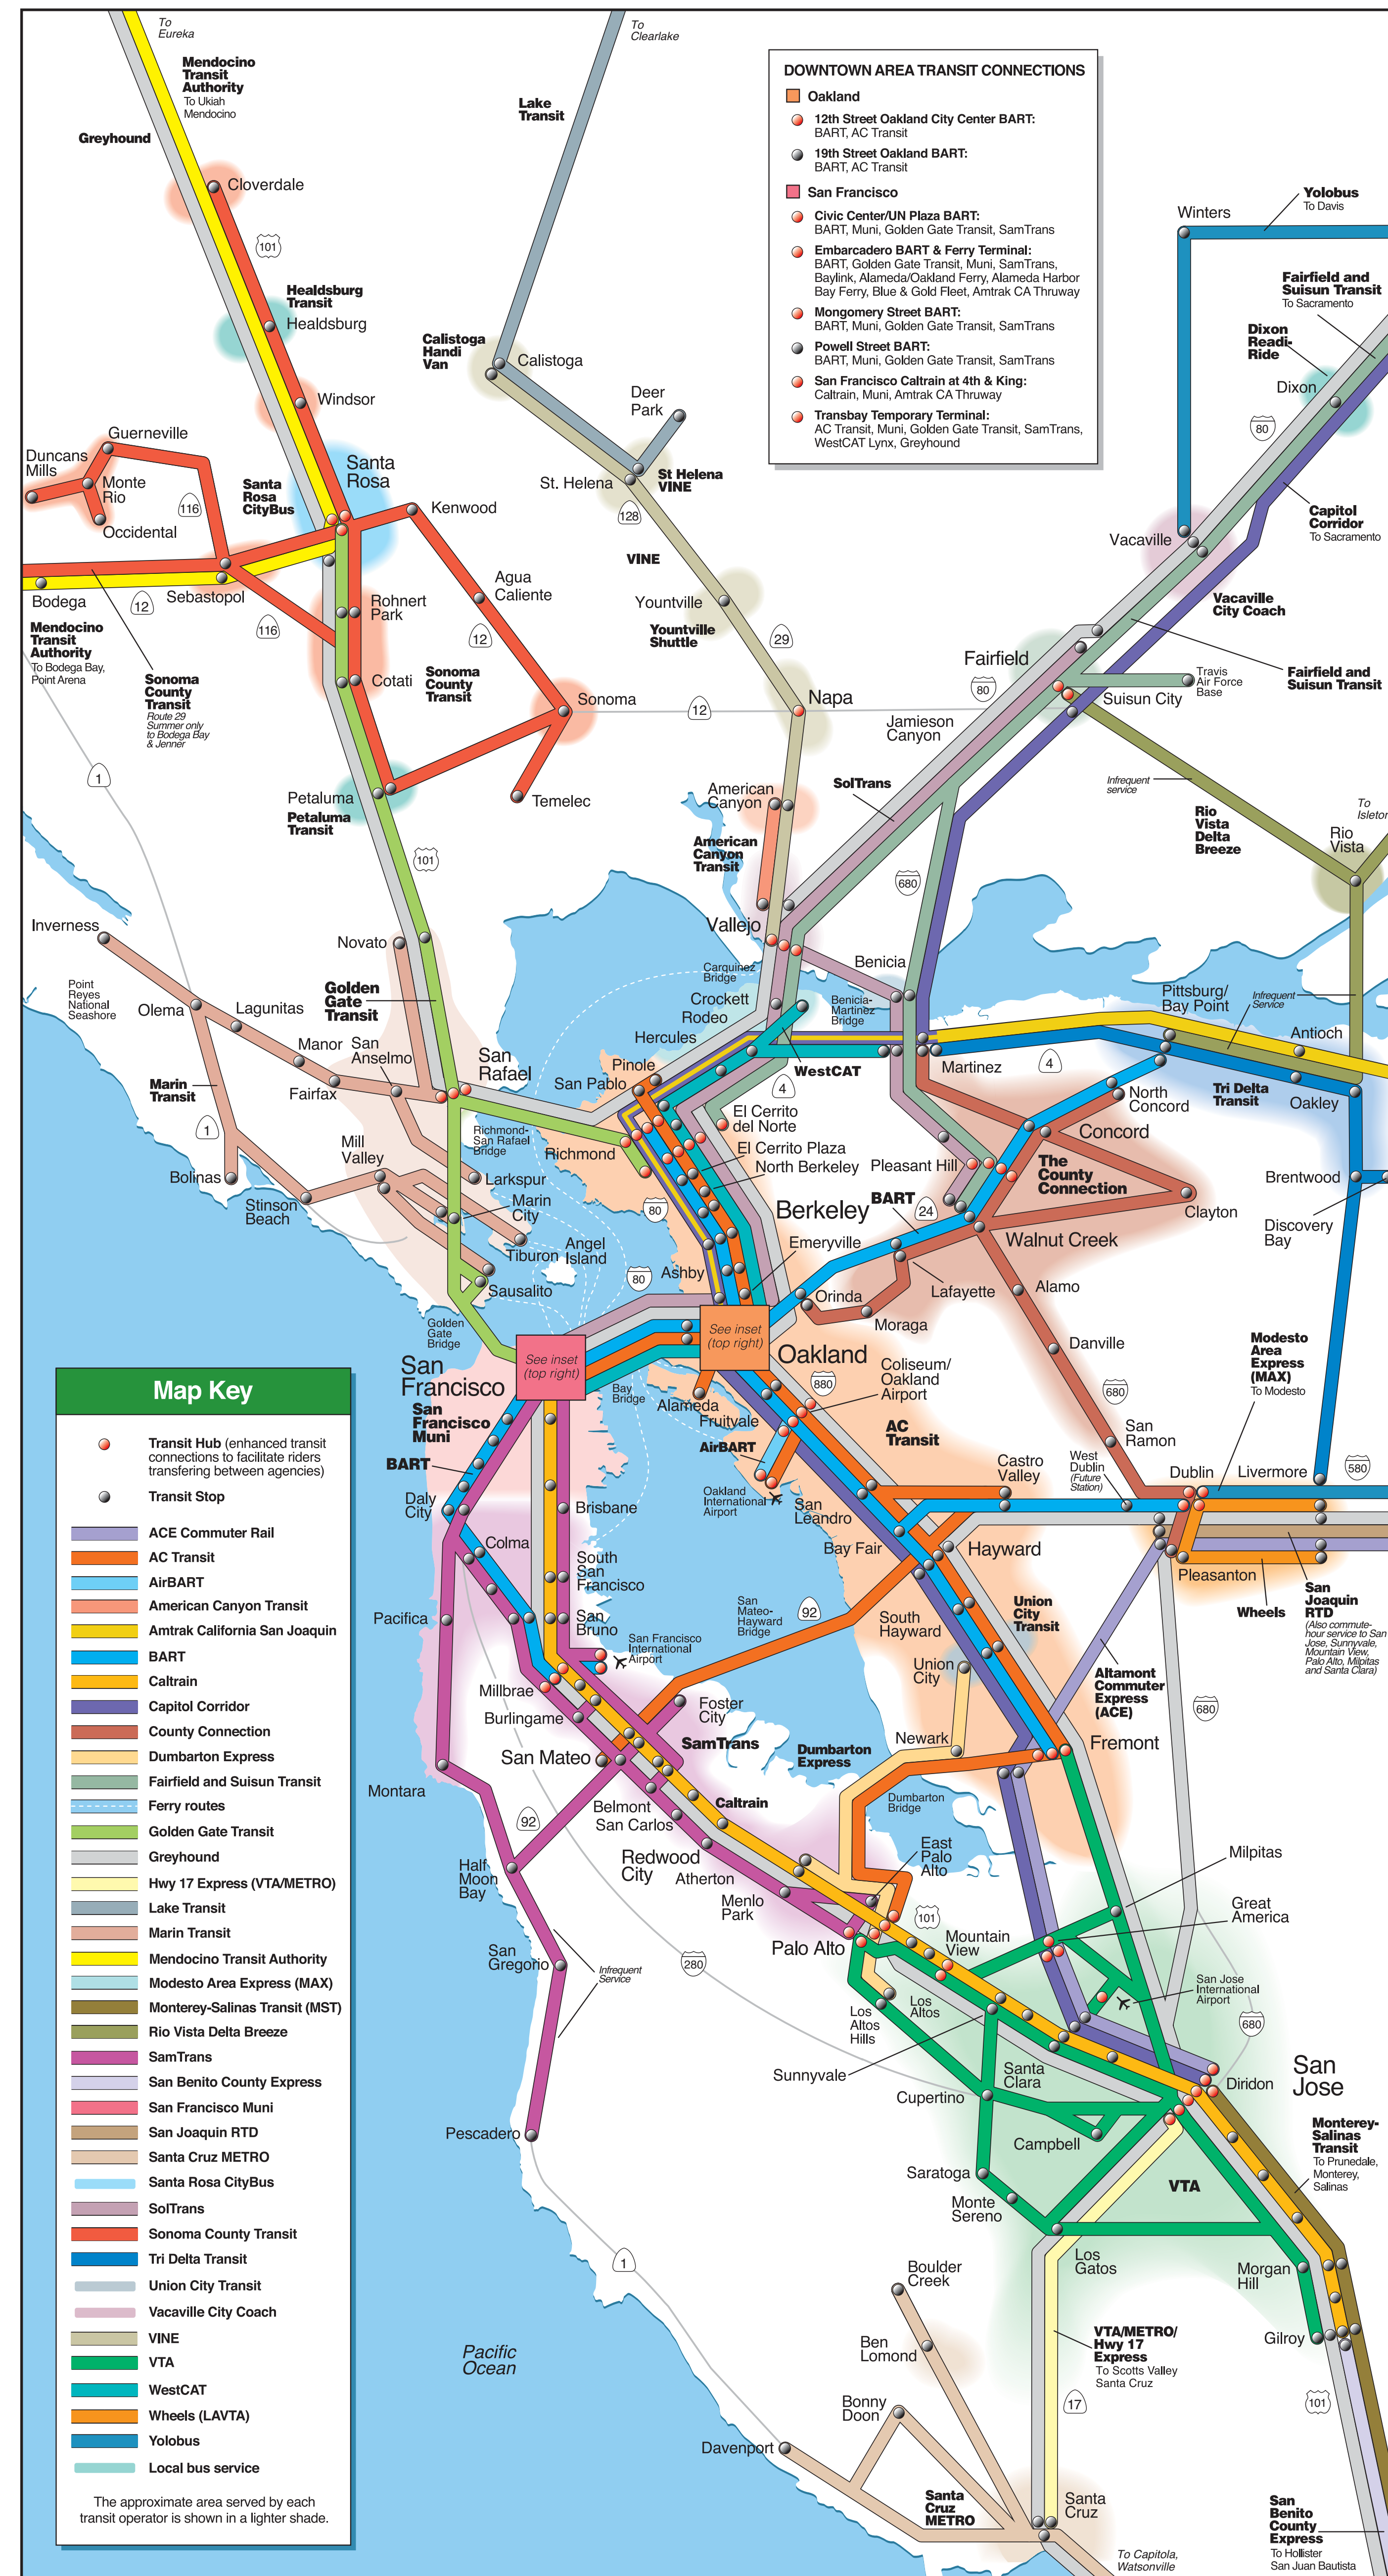 To
Eureka
Mendocino
Transit
Authority
To Ukiah
Mendocino
Greyhound
To
Clearlake
Lake
Transit
DOWNTOWN AREA TRANSIT CONNECTIONS
Oakland
12th Street Oakland City Center BART:
BART, AC Transit
19th Street Oakland BART:
BART, AC Transit
San Francisco
Civic Center/UN Plaza BART:
BART, Muni, Golden Gate Transit, SamTrans
Embarcadero BART & Ferry Terminal:
BART, Golden Gate Transit, Muni, SamTrans,
Baylink, Alameda/Oakland Ferry, Alameda Harbor
Bay Ferry, Blue & Gold Fleet, Amtrak CA Thruway
Mongomery Street BART:
BART, Muni, Golden Gate Transit, SamTrans
Powell Street BART:
BART, Muni, Golden Gate Transit, SamTrans
San Francisco Caltrain at 4th & King:
Caltrain, Muni, Amtrak CA Thruway
Transbay Temporary Terminal:
AC Transit, Muni, Golden Gate Transit, SamTrans,
WestCAT Lynx, Greyhound
Cloverdale
101
Healdsburg
Transit
Healdsburg
Windsor
Winters
Yolobus
To Davis
Fairfield and
Suisun Transit
To Sacramento
Dixon
Readi-
Ride
Dixon
80
Capitol
Corridor
To Sacramento
Vacaville
Vacaville
City Coach
Calistoga
Handi
Van
Calistoga
Deer
Park
St. Helena
St Helena
VINE
128
VINE
Yountville
Yountville
Shuttle
29
Napa
Guerneville
Duncans
Mills
Monte
Rio
Occidental
116
Santa
Rosa
CityBus
Santa
Rosa
Kenwood
Agua
Caliente
12
Bodega
12
Sebastopol
116
Rohnert
Park
Cotati
Sonoma
County
Transit
Sonoma
12
Mendocino
Transit
Authority
To Bodega Bay,
Point Arena
Sonoma
County
Transit
Route 29
Summer only
to Bodega Bay
& Jenner
1
Petaluma
Petaluma
Transit
Temelec
101
Fairfield
80
Travis
Air Force
Base
Fairfield and
Suisun Transit
Suisun City
Jamieson
Canyon
SolTrans
Infrequent
service
Rio
Vista
Delta
Breeze
To
Isleton
Rio
Vista
American
Canyon
American
Canyon
Transit
680
Vallejo
Benicia
Carquinez
Bridge
Crockett
Rodeo
Benicia-
Martinez
Bridge
Hercules
Pinole
San Pablo
WestCAT
4
Martinez
4
Pittsburg/
Bay Point
Infrequent
Service
Antioch
Tri Delta
Transit
Oakley
North
Concord
Concord
Brentwood
Discovery
Bay
Inverness
Point
Reyes
National
Seashore
Olema
Lagunitas
Novato
Golden
Gate
Transit
Manor
San
Anselmo
Fairfax
San
Rafael
Marin
Transit
1
Mill
Valley
Richmond-
San Rafael
Bridge
Richmond
Larkspur
Bolinas
Stinson
Beach
Marin
City
Tiburon
Angel
Island
Sausalito
Golden
Gate
Bridge
El Cerrito
del Norte
El Cerrito Plaza
North Berkeley
80
Berkeley
Emeryville
80
Ashby
Pleasant Hill
BART
24
The
County
Connection
Clayton
Walnut Creek
Lafayette
Orinda
Moraga
Alamo
Danville
680
San
Ramon
See inset
(top right)
See inset
(top right)
San
Francisco
San
Francisco
Muni
BART
Daly
City
Bay
Bridge
Oakland
Alameda
Fruitvale
Coliseum/
Oakland
Airport
880
AirBART
Oakland
International
Airport
AC
Transit
San
Leandro
Castro
Valley
West
Dublin
(Future
Station)
Dublin
Livermore
580
Modesto
Area
Express
(MAX)
To Modesto
Bay Fair
Hayward
Pleasanton
Wheels
San
Joaquin
RTD
(Also commute-
hour service to San
Jose, Sunnyvale,
Mountain View,
Palo Alto, Milpitas
and Santa Clara)
Brisbane
Colma
South
San
Francisco
San
Bruno
San Francisco
International
Airport
Pacifica
Millbrae
Burlingame
San Mateo
San
Mateo-
Hayward
Bridge
92
South
Hayward
Union
City
Transit
Union
City
Altamont
Commuter
Express
(ACE)
680
Foster
City
SamTrans
Dumbarton
Express
Newark
Fremont
Montara
92
Belmont
San Carlos
Caltrain
Dumbarton
Bridge
Half
Moon
Bay
Redwood
City
Atherton
Menlo
Park
East
Palo
Alto
Milpitas
Great
America
Palo Alto
101
Mountain
View
San
Gregorio
Infrequent
Service
280
San Jose
International
Airport
680
Los
Altos
Hills
Los
Altos
Sunnyvale
Santa
Clara
Cupertino
Diridon
San
Jose
Pescadero
Campbell
Saratoga
VTA
Monterey-
Salinas
Transit
To Prunedale,
Monterey,
Salinas
Monte
Sereno
Los
Gatos
Morgan
Hill
Gilroy
1
Boulder
Creek
Ben
Lomond
VTA/METRO/
Hwy 17
Express
To Scotts Valley
Santa Cruz
17
101
Pacific
Ocean
Bonny
Doon
Davenport
Santa
Cruz
METRO
Santa
Cruz
To Capitola,
Watsonville
San
Benito
County
Express
To Hollister
San Juan Bautista
Map Key
Transit Hub (enhanced transit
connections to facilitate riders
transfering between agencies)
Transit Stop
ACE Commuter Rail
AC Transit
AirBART
American Canyon Transit
Amtrak California San Joaquin
BART
Caltrain
Capitol Corridor
County Connection
Dumbarton Express
Fairfield and Suisun Transit
Ferry routes
Golden Gate Transit
Greyhound
Hwy 17 Express (VTA/METRO)
Lake Transit
Marin Transit
Mendocino Transit Authority
Modesto Area Express (MAX)
Monterey-Salinas Transit (MST)
Rio Vista Delta Breeze
SamTrans
San Benito County Express
San Francisco Muni
San Joaquin RTD
Santa Cruz METRO
Santa Rosa CityBus
SolTrans
Sonoma County Transit
Tri Delta Transit
Union City Transit
Vacaville City Coach
VINE
VTA
WestCAT
Wheels (LAVTA)
Yolobus
Local bus service
The approximate area served by each
transit operator is shown in a lighter shade.